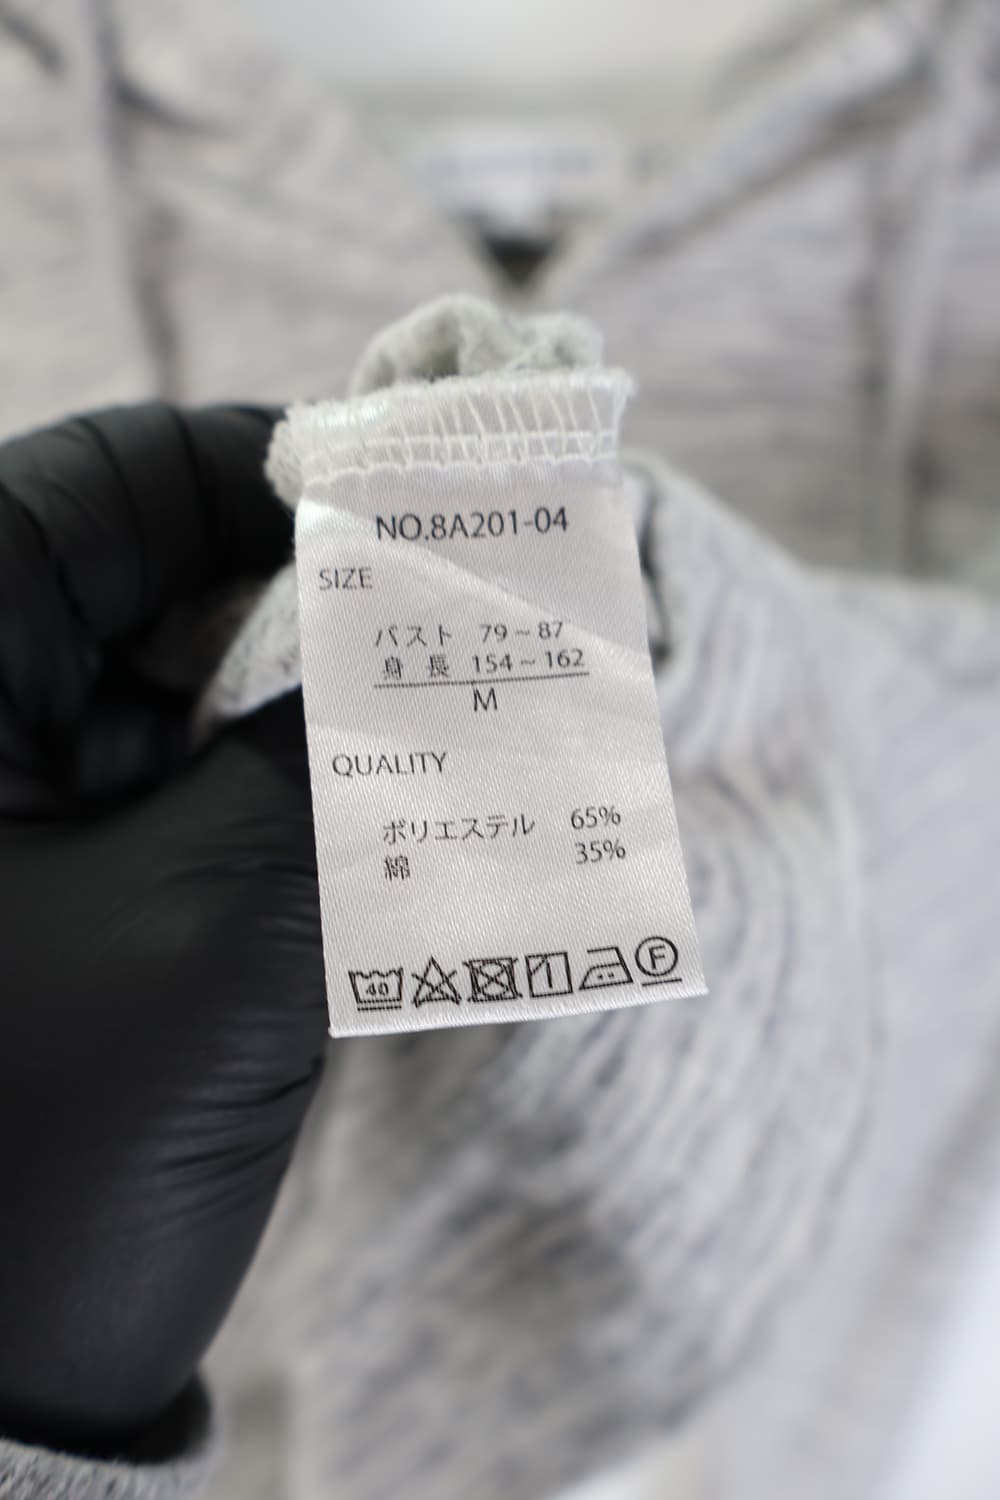 NO.8A201-04
SIZE
バスト 79~87
身長 154~162
M
QUALITY
ポリエステル 65%
綿 35%
40 F